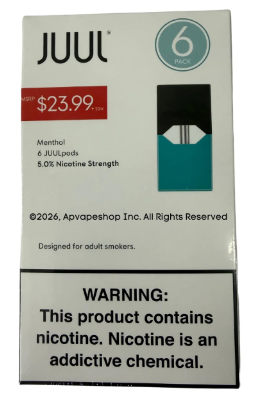 JUUL
6
PACK
MSRP $23.99
Menthol
6 JUULpods
5.0% Nicotine Strength
©2026, Apvapeshop Inc. All Rights Reserved
Designed for adult smokers.
WARNING:
This product contains
nicotine. Nicotine is an
addictive chemical.